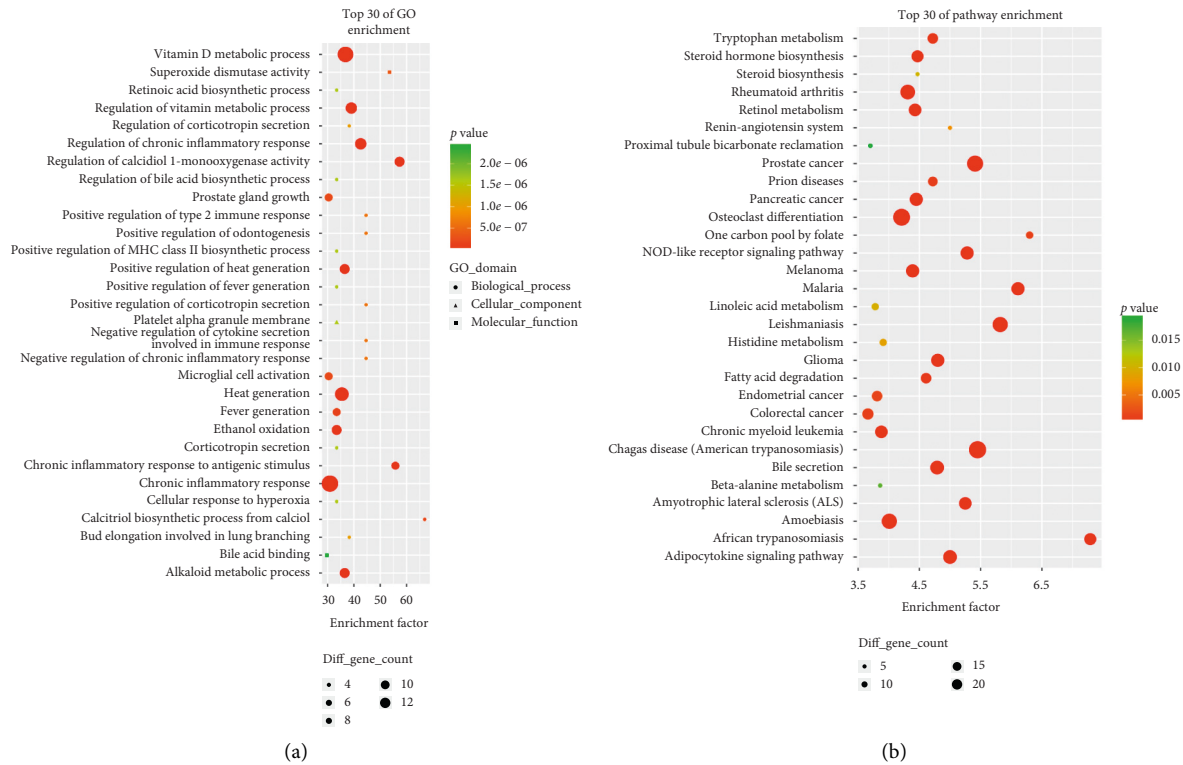 Top 30 of GO
enrichment
Vitamin D metabolic process
Superoxide dismutase activity
Retinoic acid biosynthetic process
Regulation of vitamin metabolic process
Regulation of corticotropin secretion
Regulation of chronic inflammatory response
Regulation of calcidiol 1-monooxygenase activity
Regulation of bile acid biosynthetic process
Prostate gland growth
Positive regulation of type 2 immune response
Positive regulation of odontogenesis
Positive regulation of MHC class II biosynthetic process
Positive regulation of heat generation
Positive regulation of fever generation
Positive regulation of corticotropin secretion
Platelet alpha granule membrane
Negative regulation of cytokine secretion
involved in immune response
Negative regulation of chronic inflammatory response
Microglial cell activation
Heat generation
Fever generation
Ethanol oxidation
Corticotropin secretion
Chronic inflammatory response to antigenic stimulus
Chronic inflammatory response
Cellular response to hyperoxia
Calcitriol biosynthetic process from calciol
Bud elongation involved in lung branching
Bile acid binding
Alkaloid metabolic process
30 40 50 60
Enrichment factor
p value
2.0e − 06
1.5e − 06
1.0e − 06
5.0e − 07
GO_domain
Biological_process
Cellular_component
Molecular_function
Diff_gene_count
4 10
6 12
8
(a)
Top 30 of pathway enrichment
Tryptophan metabolism
Steroid hormone biosynthesis
Steroid biosynthesis
Rheumatoid arthritis
Retinol metabolism
Renin-angiotensin system
Proximal tubule bicarbonate reclamation
Prostate cancer
Prion diseases
Pancreatic cancer
Osteoclast differentiation
One carbon pool by folate
NOD-like receptor signaling pathway
Melanoma
Malaria
Linoleic acid metabolism
Leishmaniasis
Histidine metabolism
Glioma
Fatty acid degradation
Endometrial cancer
Colorectal cancer
Chronic myeloid leukemia
Chagas disease (American trypanosomiasis)
Bile secretion
Beta-alanine metabolism
Amyotrophic lateral sclerosis (ALS)
Amoebiasis
African trypanosomiasis
Adipocytokine signaling pathway
3.5 4.5 5.5 6.5
Enrichment factor
p value
0.015
0.010
0.005
Diff_gene_count
5 15
10 20
(b)